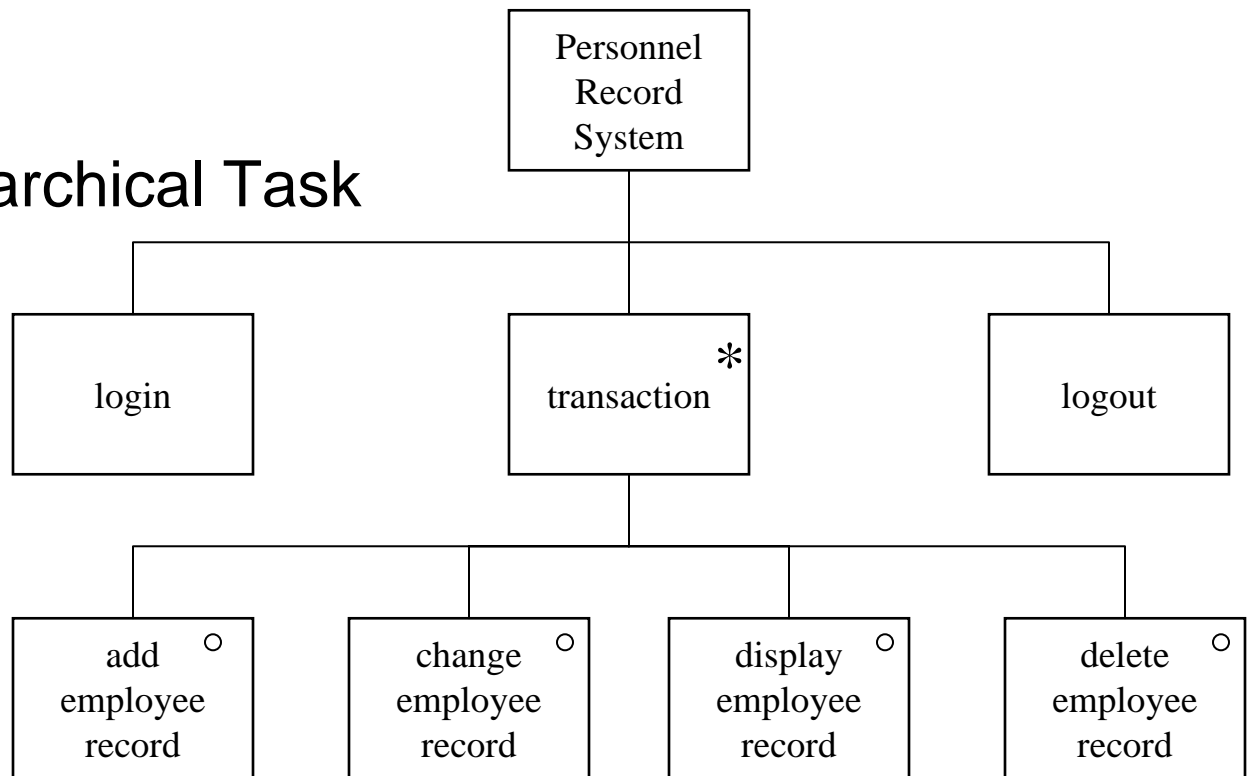 Personnel
Record
System
archical Task
login
transaction
*
logout
add
employee
record
change
employee
record
display
employee
record
delete
employee
record